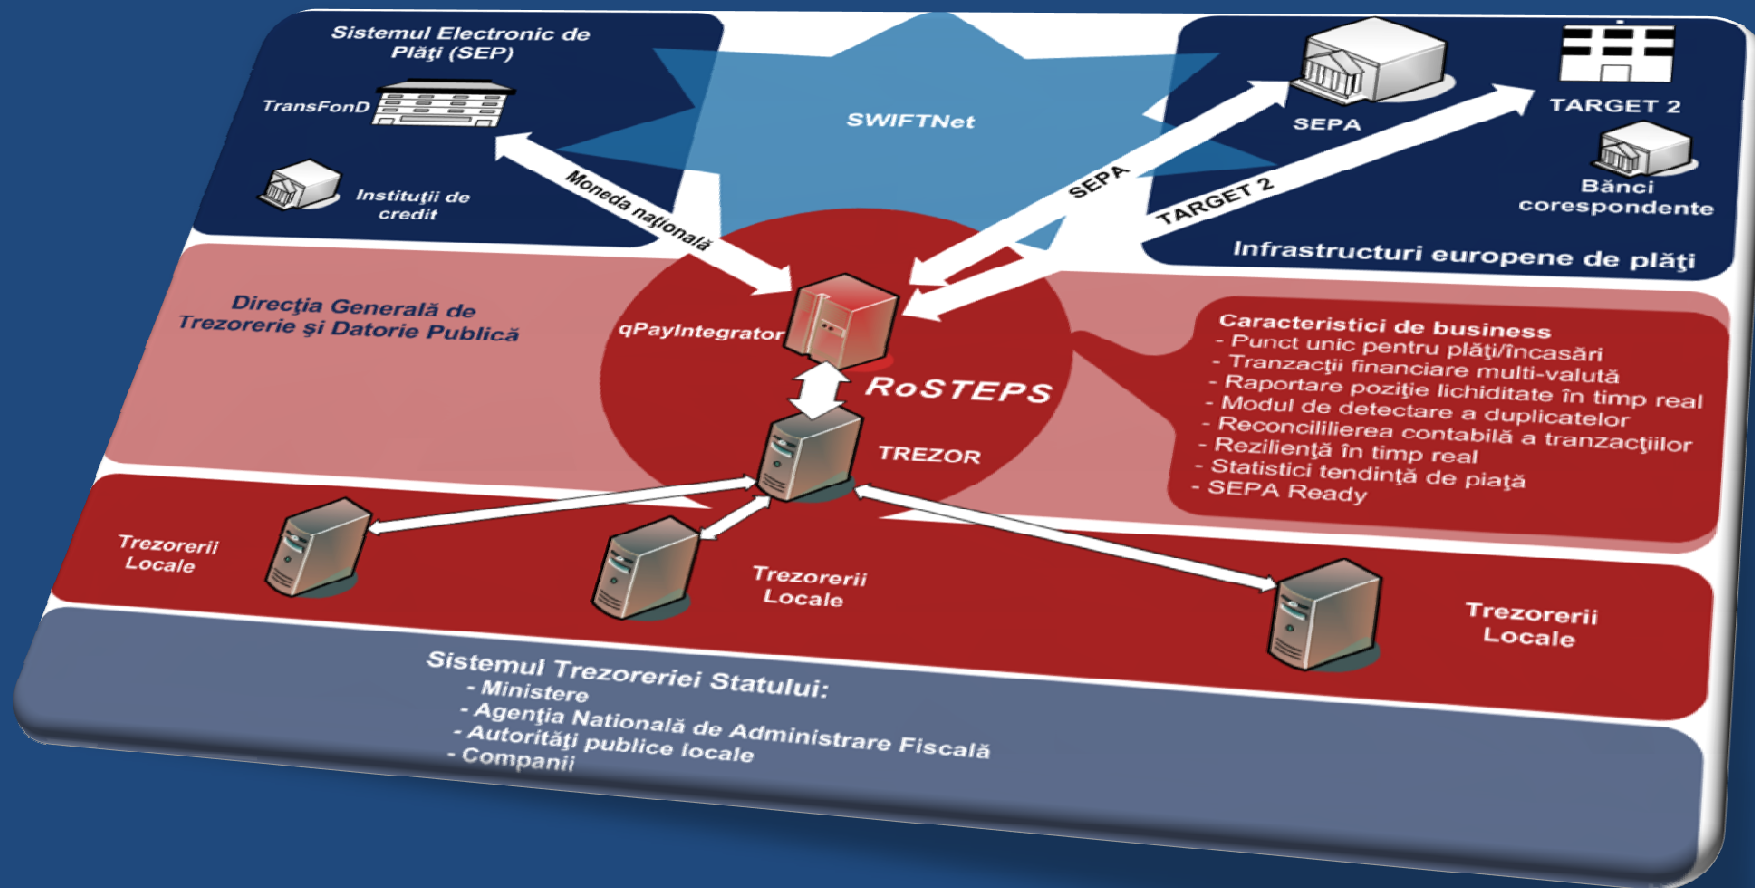 Sistemul Electronic de
Plăţi (SEP)
TransFonD
Instituţii de
credit
SWIFTNet
SEPA
TARGET 2
Bănci
corespondente
Infrastructuri europene de plăţi
Moneda naţională
SEPA
TARGET 2
Direcţia Generală de
Trezorerie şi Datorie Publică
qPayIntegrator
RoSTEPS
TREZOR
Caracteristici de business
- Punct unic pentru plăţi/încasări
- Tranzacţii financiare multi-valută
- Raportare poziţie lichiditate în timp real
- Modul de detectare a duplicatelor
- Reconcililierea contabilă a tranzacţiilor
- Rezilienţă în timp real
- Statistici tendinţă de piaţă
- SEPA Ready
Trezorerii
Locale
Trezorerii
Locale
Trezorerii
Locale
Sistemul Trezoreriei Statului:
- Ministere
- Agenţia Natională de Administrare Fiscală
- Autorităţi publice locale
- Companii